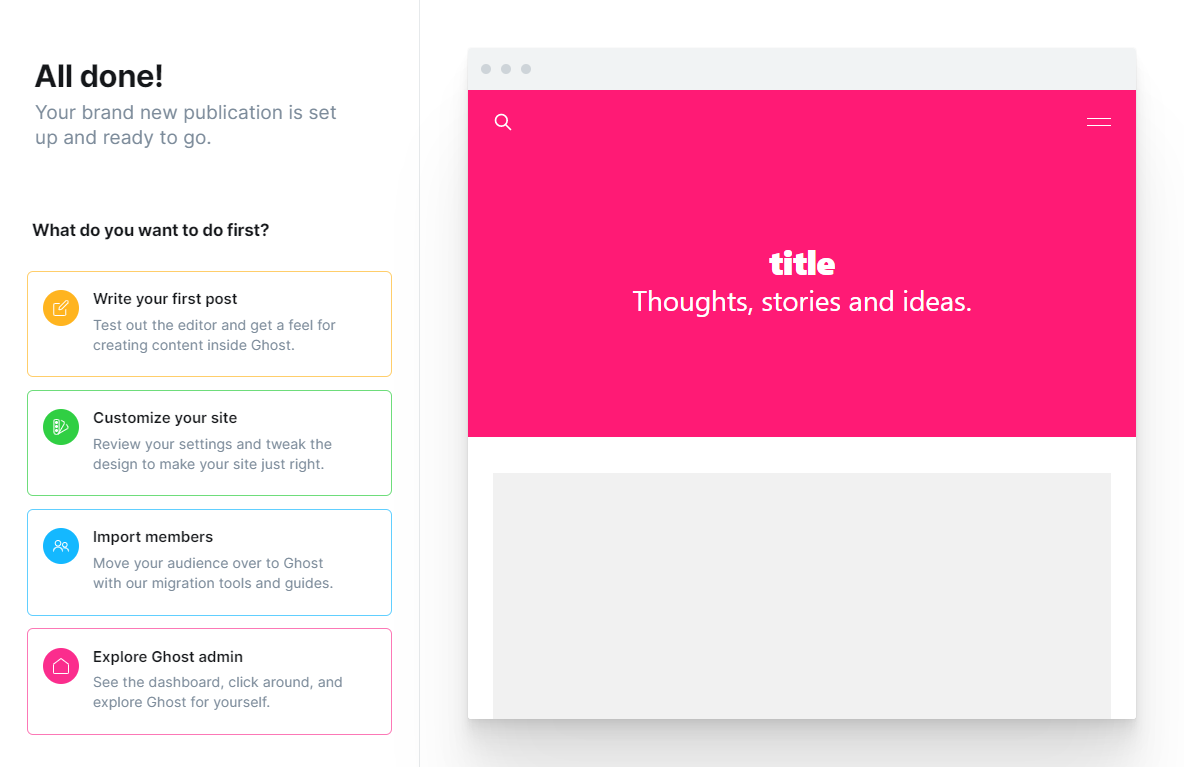 All done!
Your brand new publication is set
up and ready to go.
What do you want to do first?
Write your first post
Test out the editor and get a feel for
creating content inside Ghost.
Customize your site
Review your settings and tweak the
design to make your site just right.
Import members
Move your audience over to Ghost
with our migration tools and guides.
Explore Ghost admin
See the dashboard, click around, and
explore Ghost for yourself.
title
Thoughts, stories and ideas.